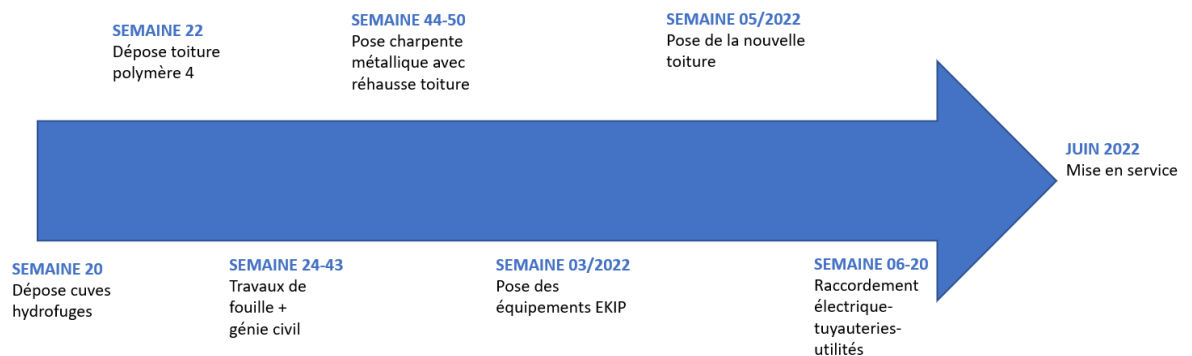 SEMAINE 20
Dépose cuves
hydrofuges
SEMAINE 22
Dépose toiture
polymère 4
SEMAINE 24-43
Travaux de
fouille +
génie civil
SEMAINE 44-50
Pose charpente
métallique avec
réhausse toiture
SEMAINE 03/2022
Pose des
équipements EKIP
SEMAINE 05/2022
Pose de la nouvelle
toiture
SEMAINE 06-20
Raccordement
électrique-
tuyauteries-
utilités
JUIN 2022
Mise en service